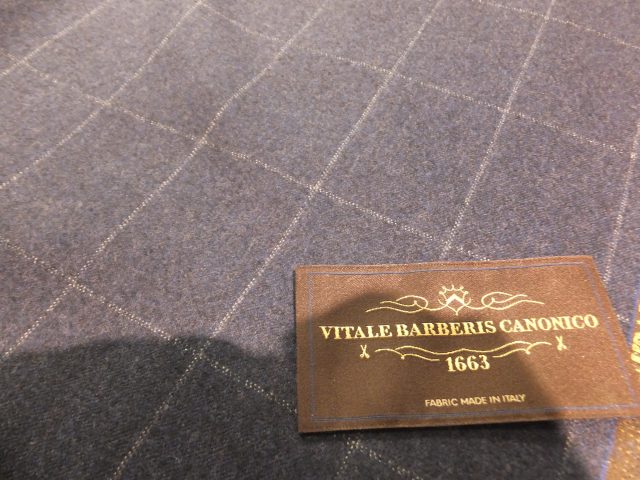 VITALE BARBERIS CANONICO
1663
FABRIC MADE IN ITALY